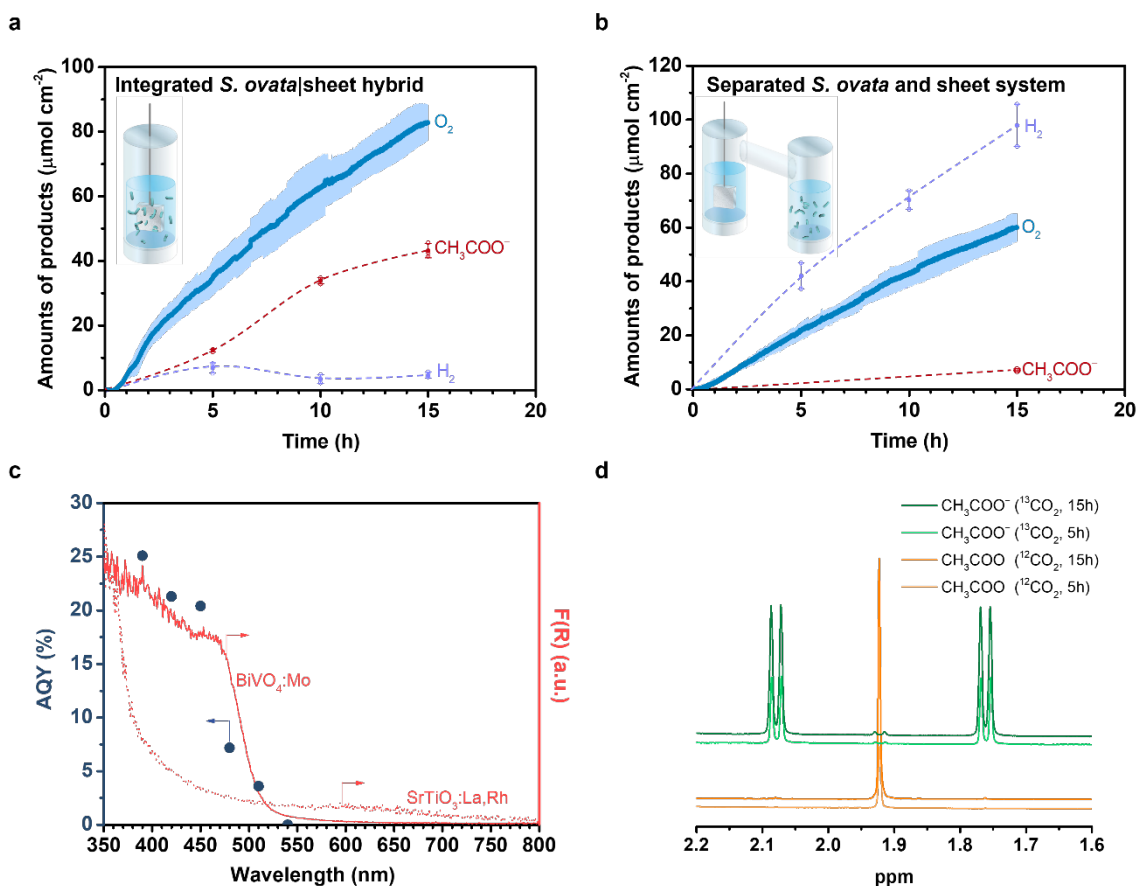 a
Integrated S. ovata|sheet hybrid
Amounts of products (μmol cm⁻²)
100
80
60
40
20
0
O₂
CH₃COO⁻
H₂
0
5
10
15
20
Time (h)
b
Separated S. ovata and sheet system
Amounts of products (μmol cm⁻²)
120
100
80
60
40
20
0
H₂
O₂
CH₃COO⁻
0
5
10
15
20
Time (h)
c
AQY (%)
30
25
20
15
10
5
0
BiVO₄:Mo
SrTiO₃:La,Rh
F(R) (a.u.)
350 400 450 500 550 600 650 700 750 800
Wavelength (nm)
d
CH₃COO⁻ (¹³CO₂, 15h)
CH₃COO⁻ (¹³CO₂, 5h)
CH₃COO (¹²CO₂, 15h)
CH₃COO (¹²CO₂, 5h)
2.2 2.1 2.0 1.9 1.8 1.7 1.6
ppm